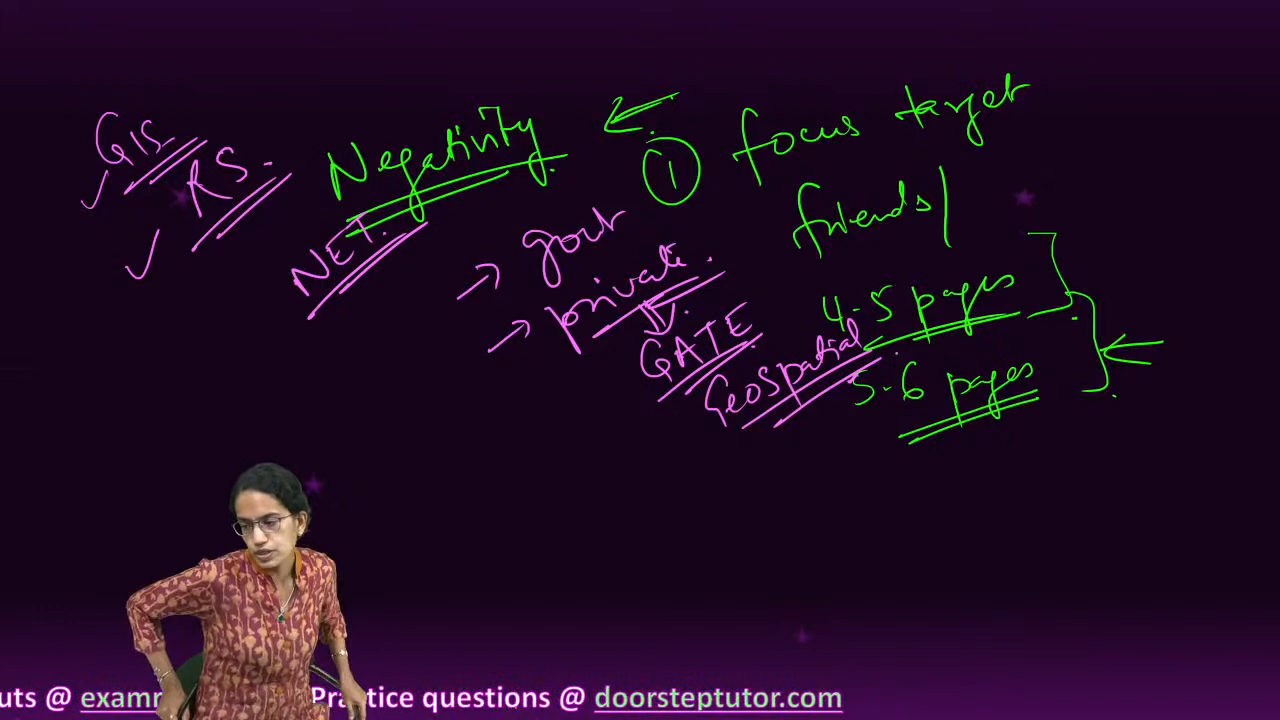 GIS
RS.
Negativity
NET.
① focus target
friends
→ govt
→ private.
GATE
Geospatial
4-5 pages
5-6 pages
uts @ examr
Practice questions @ doorsteptutor.com